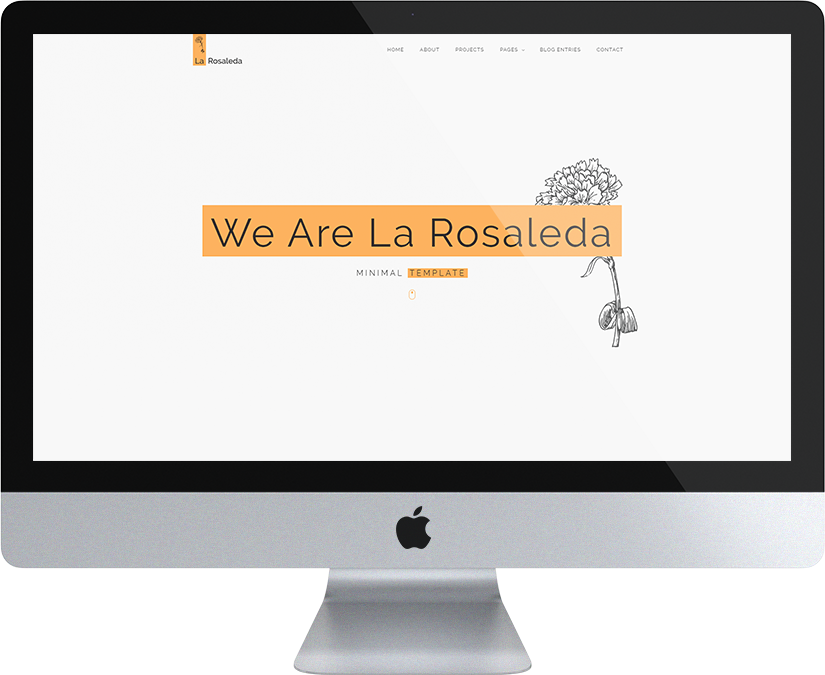 La Rosaleda
HOME ABOUT PROJECTS PAGES BLOG ENTRIES CONTACT
We Are La Rosaleda
MINIMAL TEMPLATE